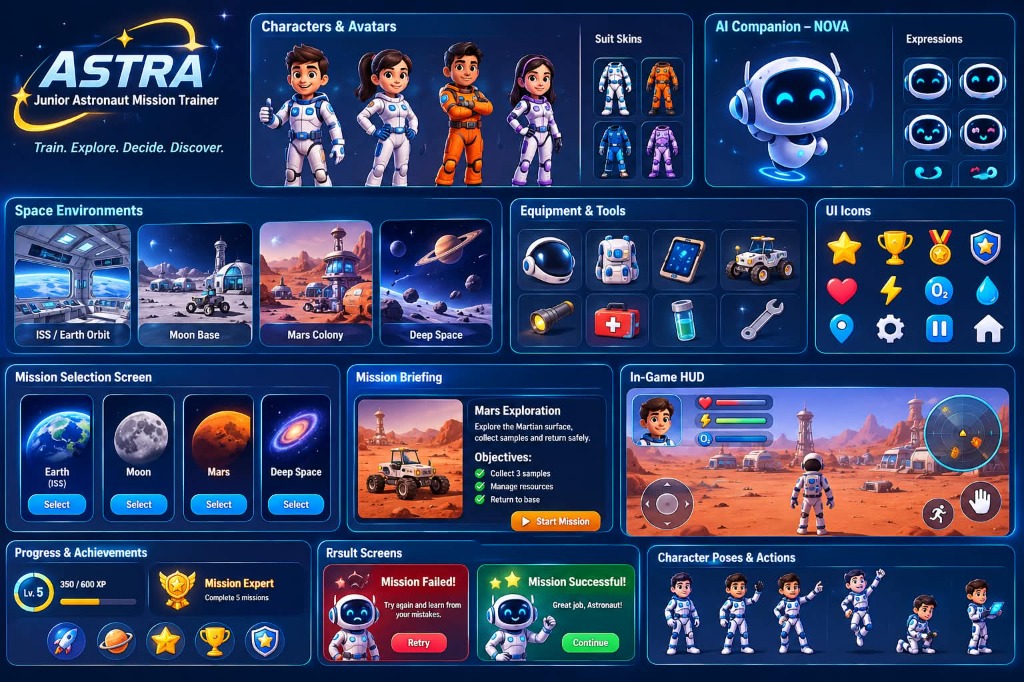 ASTRA
Junior Astronaut Mission Trainer
Train. Explore. Decide. Discover.
Characters & Avatars
Suit Skins
AI Companion – NOVA
Expressions
Space Environments
ISS / Earth Orbit
Moon Base
Mars Colony
Deep Space
Equipment & Tools
UI Icons
O₂
Mission Selection Screen
Earth
(ISS)
Select
Moon
Select
Mars
Select
Deep Space
Select
Mission Briefing
Mars Exploration
Explore the Martian surface,
collect samples and return safely.
Objectives:
Collect 3 samples
Manage resources
Return to base
Start Mission
In-Game HUD
O₂
Progress & Achievements
Lv. 5
350 / 600 XP
Mission Expert
Complete 5 missions
Rrsult Screens
Mission Failed!
Try again and learn from
your mistakes.
Retry
Mission Successful!
Great job, Astronaut!
Continue
Character Poses & Actions